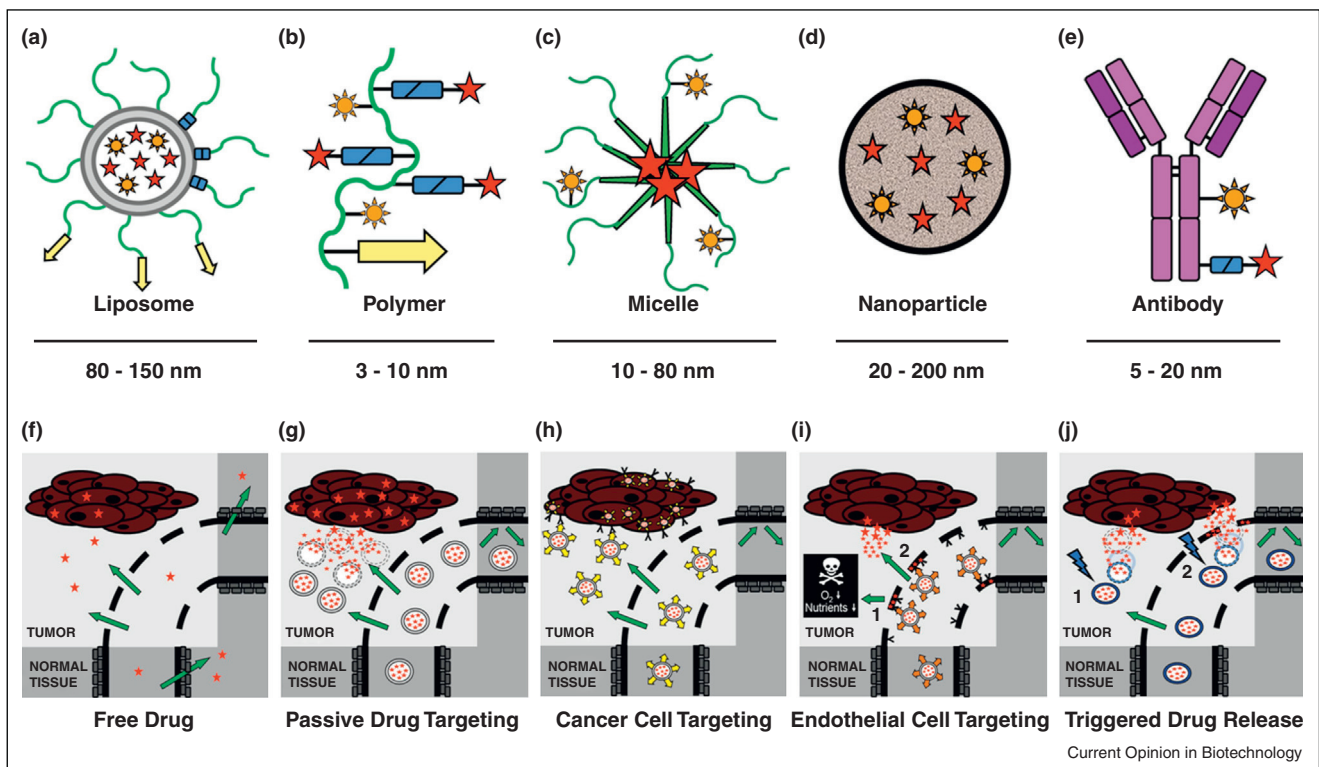 (a) (b) (c) (d) (e)
Liposome Polymer Micelle Nanoparticle Antibody
80 - 150 nm 3 - 10 nm 10 - 80 nm 20 - 200 nm 5 - 20 nm
(f) (g) (h) (i) (j)
2
2
O₂ ↓
1
Nutrients ↓
1
TUMOR TUMOR TUMOR TUMOR TUMOR
NORMAL NORMAL NORMAL NORMAL NORMAL
TISSUE TISSUE TISSUE TISSUE TISSUE
Free Drug Passive Drug Targeting Cancer Cell Targeting Endothelial Cell Targeting Triggered Drug Release
Current Opinion in Biotechnology